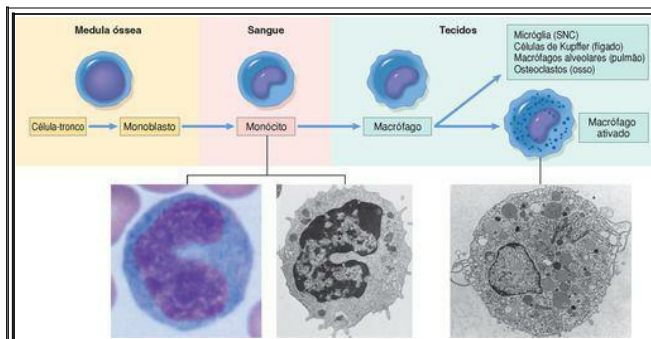 Medula óssea
Sangue
Tecidos
Micróglia (SNC)
Células de Kupffer (fígado)
Macrófagos alveolares (pulmão)
Osteoclastos (osso)
Célula-tronco
Monoblasto
Monócito
Macrófago
Macrófago
ativado